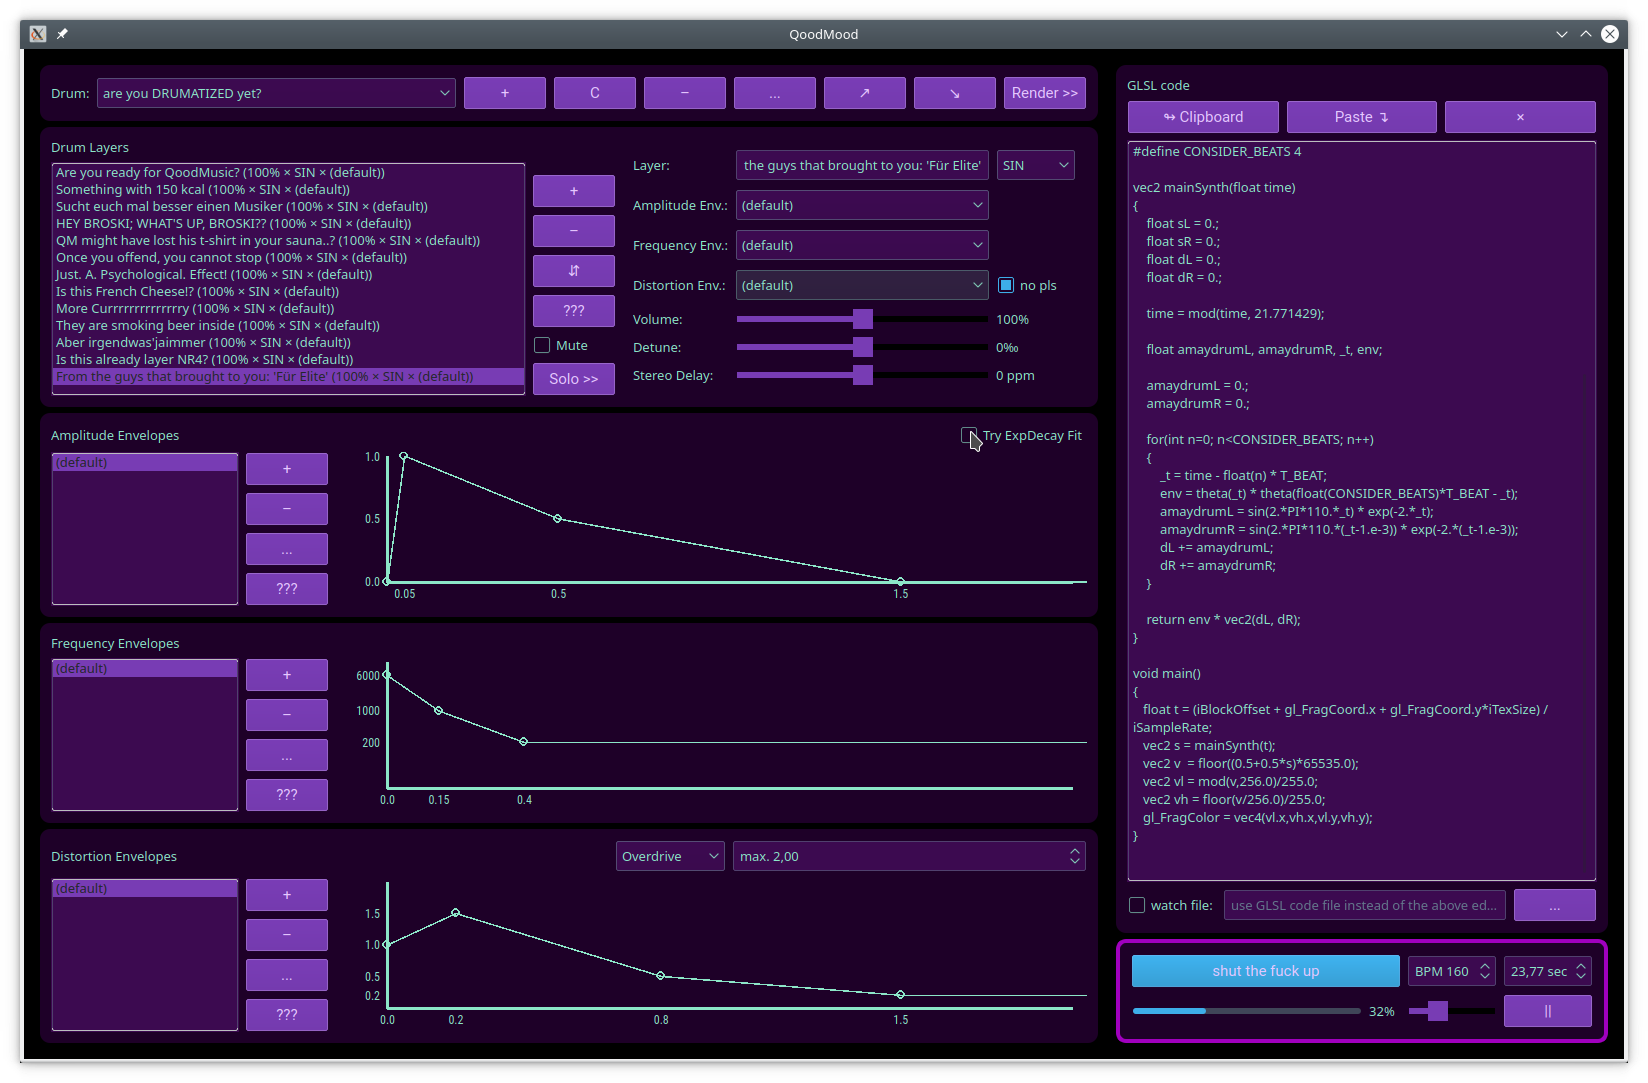 QoodMood
Drum: are you DRUMATIZED yet? + C − ... ↗ ↘ Render >>
Drum Layers
Are you ready for QoodMusic? (100% × SIN × (default))
Something with 150 kcal (100% × SIN × (default))
Sucht euch mal besser einen Musiker (100% × SIN × (default))
HEY BROSKI; WHAT'S UP, BROSKI?? (100% × SIN × (default))
QM might have lost his t-shirt in your sauna..? (100% × SIN × (default))
Once you offend, you cannot stop (100% × SIN × (default))
Just. A. Psychological. Effect! (100% × SIN × (default))
Is this French Cheese!? (100% × SIN × (default))
More Currrrrrrrrrrrrry (100% × SIN × (default))
They are smoking beer inside (100% × SIN × (default))
Aber irgendwas'jaimmer (100% × SIN × (default))
Is this already layer NR4? (100% × SIN × (default))
From the guys that brought to you: 'Für Elite' (100% × SIN × (default))
+
−
⇵
???
Mute
Solo >>
Layer: the guys that brought to you: 'Für Elite' SIN
Amplitude Env.: (default)
Frequency Env.: (default)
Distortion Env.: (default) no pls
Volume: 100%
Detune: 0‰
Stereo Delay: 0 ppm
Amplitude Envelopes
Try ExpDecay Fit
(default)
+
−
...
???
1.0
0.5
0.0
0.05 0.5 1.5
Frequency Envelopes
(default)
+
−
...
???
6000
1000
200
0.0 0.15 0.4
Distortion Envelopes
Overdrive max. 2,00
(default)
+
−
...
???
1.5
1.0
0.5
0.2
0.0 0.2 0.8 1.5
GLSL code
↬ Clipboard Paste ↴ ×
#define CONSIDER_BEATS 4
vec2 mainSynth(float time)
{
float sL = 0.;
float sR = 0.;
float dL = 0.;
float dR = 0.;
time = mod(time, 21.771429);
float amaydrumL, amaydrumR, _t, env;
amaydrumL = 0.;
amaydrumR = 0.;
for(int n=0; n<CONSIDER_BEATS; n++)
{
_t = time - float(n) * T_BEAT;
env = theta(_t) * theta(float(CONSIDER_BEATS)*T_BEAT - _t);
amaydrumL = sin(2.*PI*110.*_t) * exp(-2.*_t);
amaydrumR = sin(2.*PI*110.*(_t-1.e-3)) * exp(-2.*(_t-1.e-3));
dL += amaydrumL;
dR += amaydrumR;
}
return env * vec2(dL, dR);
}
void main()
{
float t = (iBlockOffset + gl_FragCoord.x + gl_FragCoord.y*iTexSize) /
iSampleRate;
vec2 s = mainSynth(t);
vec2 v  = floor((0.5+0.5*s)*65535.0);
vec2 vl = mod(v,256.0)/255.0;
vec2 vh = floor(v/256.0)/255.0;
gl_FragColor = vec4(vl.x,vh.x,vl.y,vh.y);
}
watch file: use GLSL code file instead of the above ed... ...
shut the fuck up BPM 160 23,77 sec
32% ||